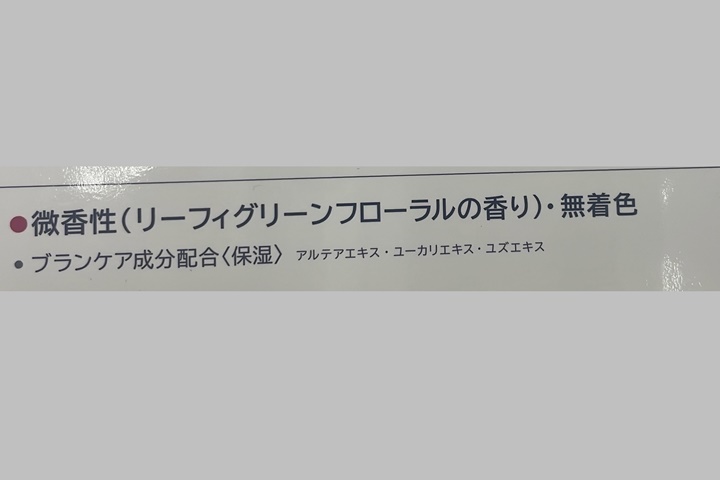 ●微香性(リーフィグリーンフローラルの香り)・無着色
•ブランケア成分配合〈保湿〉 アルテアエキス・ユーカリエキス・ユズエキス